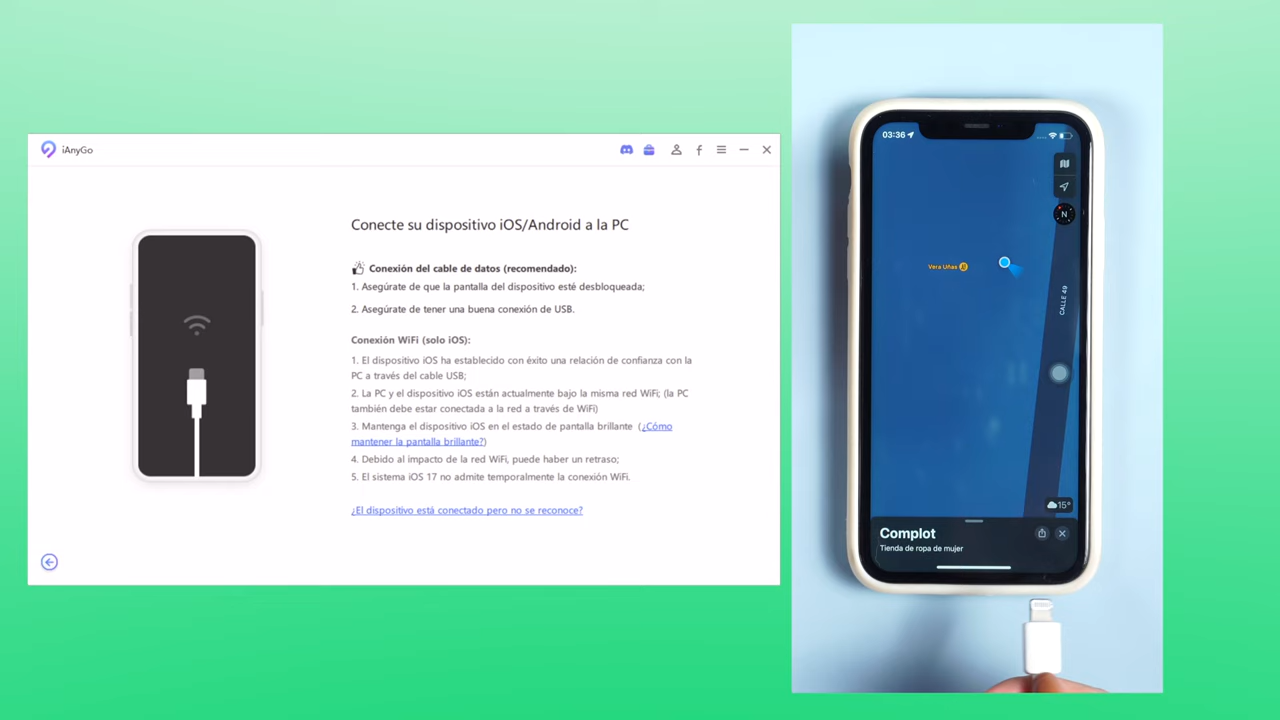 iAnyGo
Conecte su dispositivo iOS/Android a la PC
Conexión del cable de datos (recomendado):
1. Asegúrate de que la pantalla del dispositivo esté desbloqueada;
2. Asegúrate de tener una buena conexión de USB.
Conexión WiFi (solo iOS):
1. El dispositivo iOS ha establecido con éxito una relación de confianza con la
PC a través del cable USB;
2. La PC y el dispositivo iOS están actualmente bajo la misma red WiFi; (la PC
también debe estar conectada a la red a través de WiFi)
3. Mantenga el dispositivo iOS en el estado de pantalla brillante (¿Cómo
mantener la pantalla brillante?)
4. Debido al impacto de la red WiFi, puede haber un retraso;
5. El sistema iOS 17 no admite temporalmente la conexión WiFi.
¿El dispositivo está conectado pero no se reconoce?
03:36
N
Vera Uñas
CALLE 49
15°
Complot
Tienda de ropa de mujer